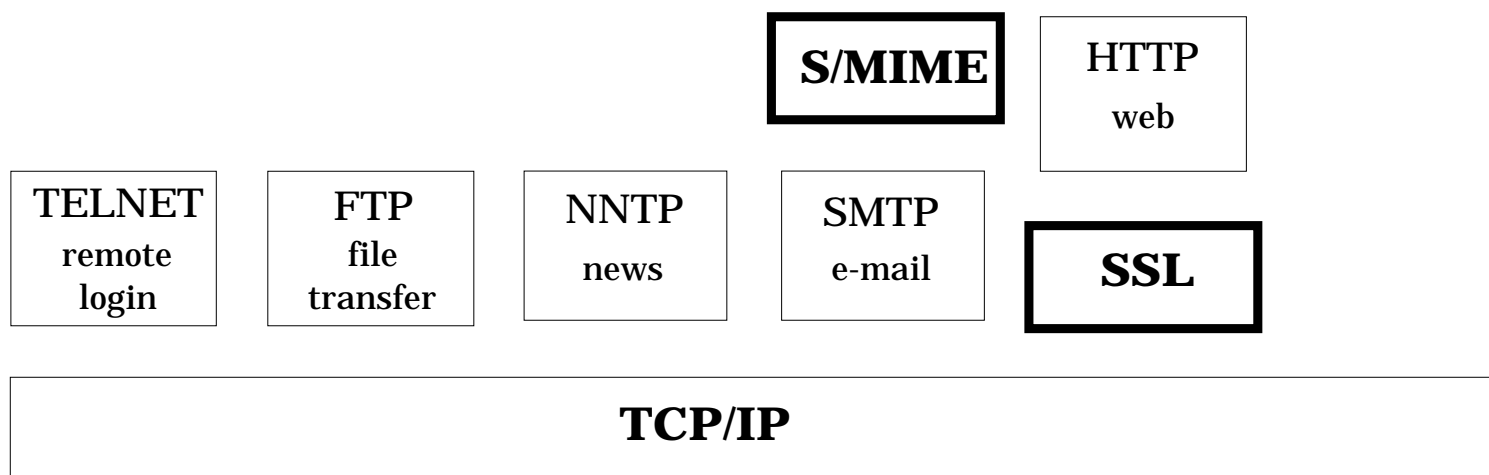 S/MIME
HTTP
web
TELNET
remote
login
FTP
file
transfer
NNTP
news
SMTP
e-mail
SSL
TCP/IP